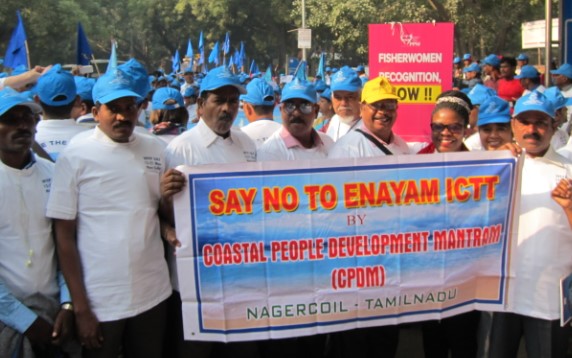 FISHERWOMEN
RECOGNITION,
NOW !!
SAY NO TO ENAYAM ICTT
BY
COASTAL PEOPLE DEVELOPMENT MANTRAM
(CPDM)
NAGERCOIL - TAMILNADU